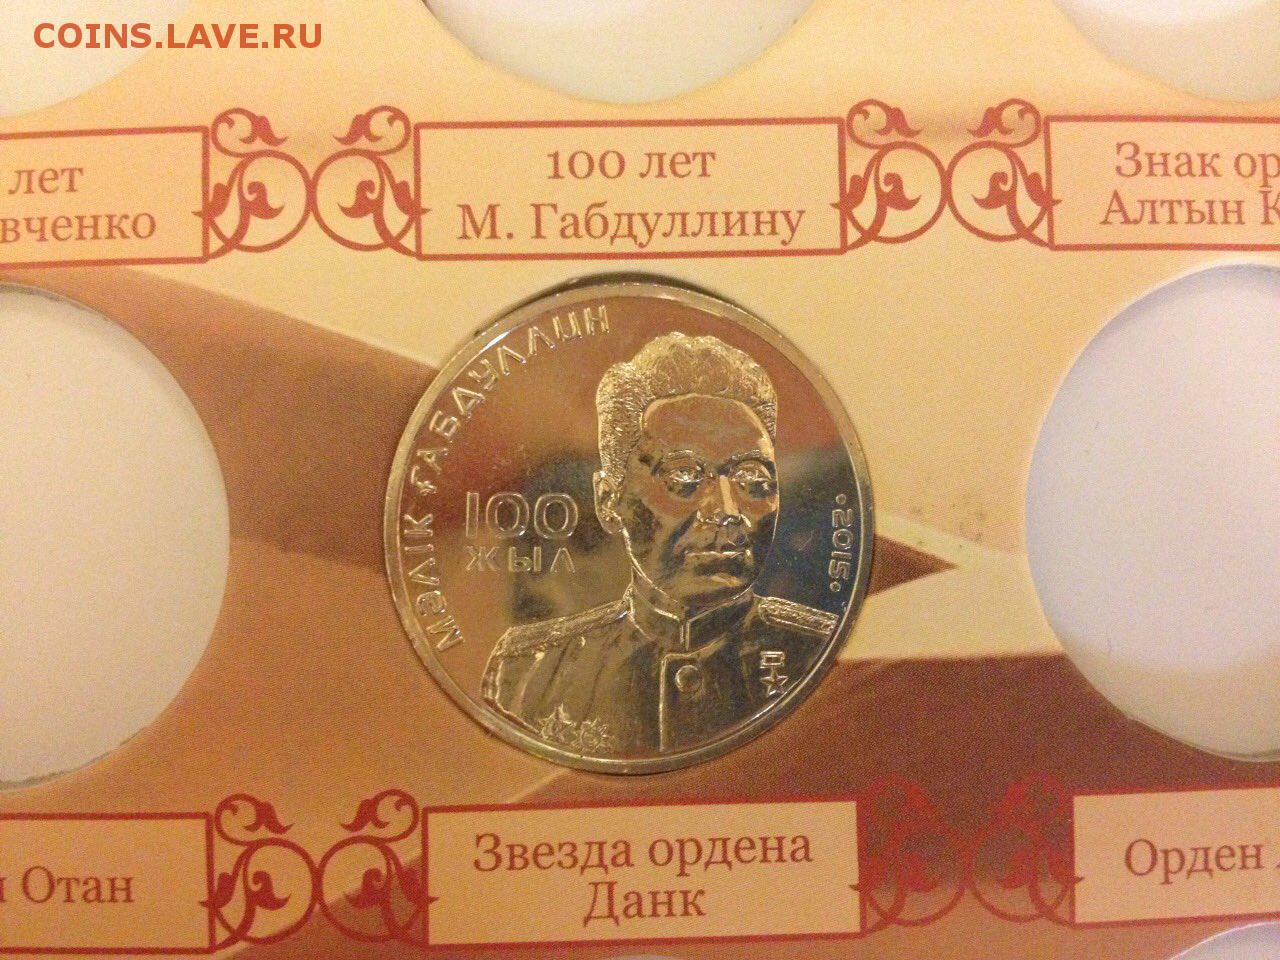 COINS.LAVE.RU
лет
вченко
100 лет
М. Габдуллину
Знак
Алтын
МӘЛІК ҒАБДУЛЛИН
100
ЖЫЛ
•2015•
Отан
Звезда ордена
Данк
Орден